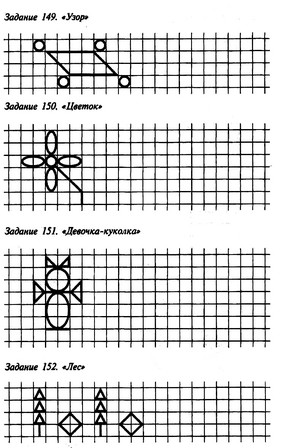 Задание 149. «Узор»
Задание 150. «Цветок»
Задание 151. «Девочка-куколка»
Задание 152. «Лес»